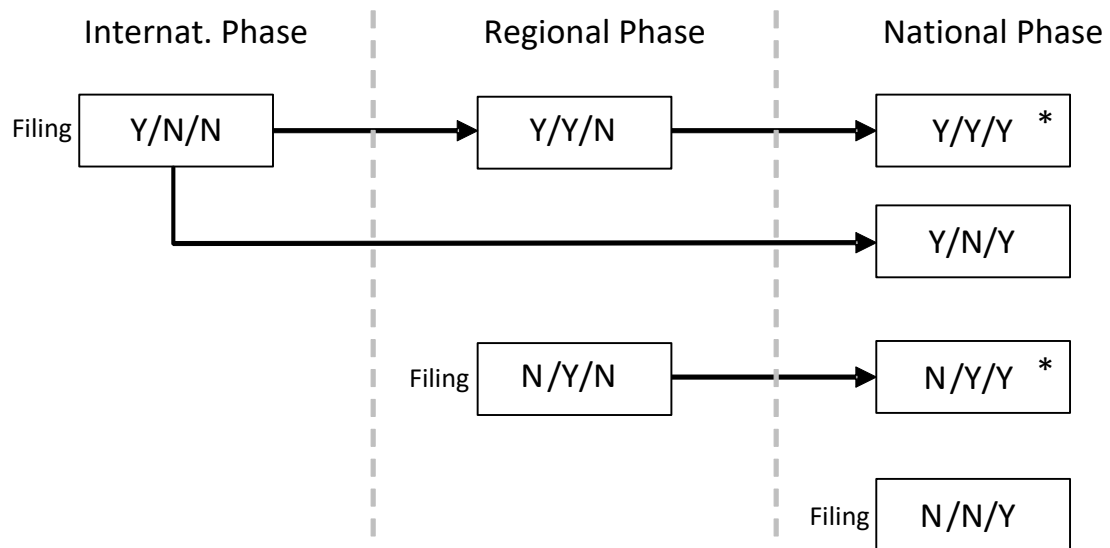 Internat. Phase Regional Phase National Phase
Filing Y/N/N Y/Y/N Y/Y/Y *
Y/N/Y
Filing N/Y/N N/Y/Y *
Filing N/N/Y